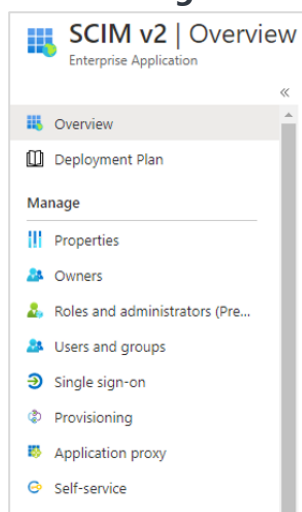 SCIM v2 | Overview
Enterprise Application
«
Overview
Deployment Plan
Manage
Properties
Owners
Roles and administrators (Pre...
Users and groups
Single sign-on
Provisioning
Application proxy
Self-service